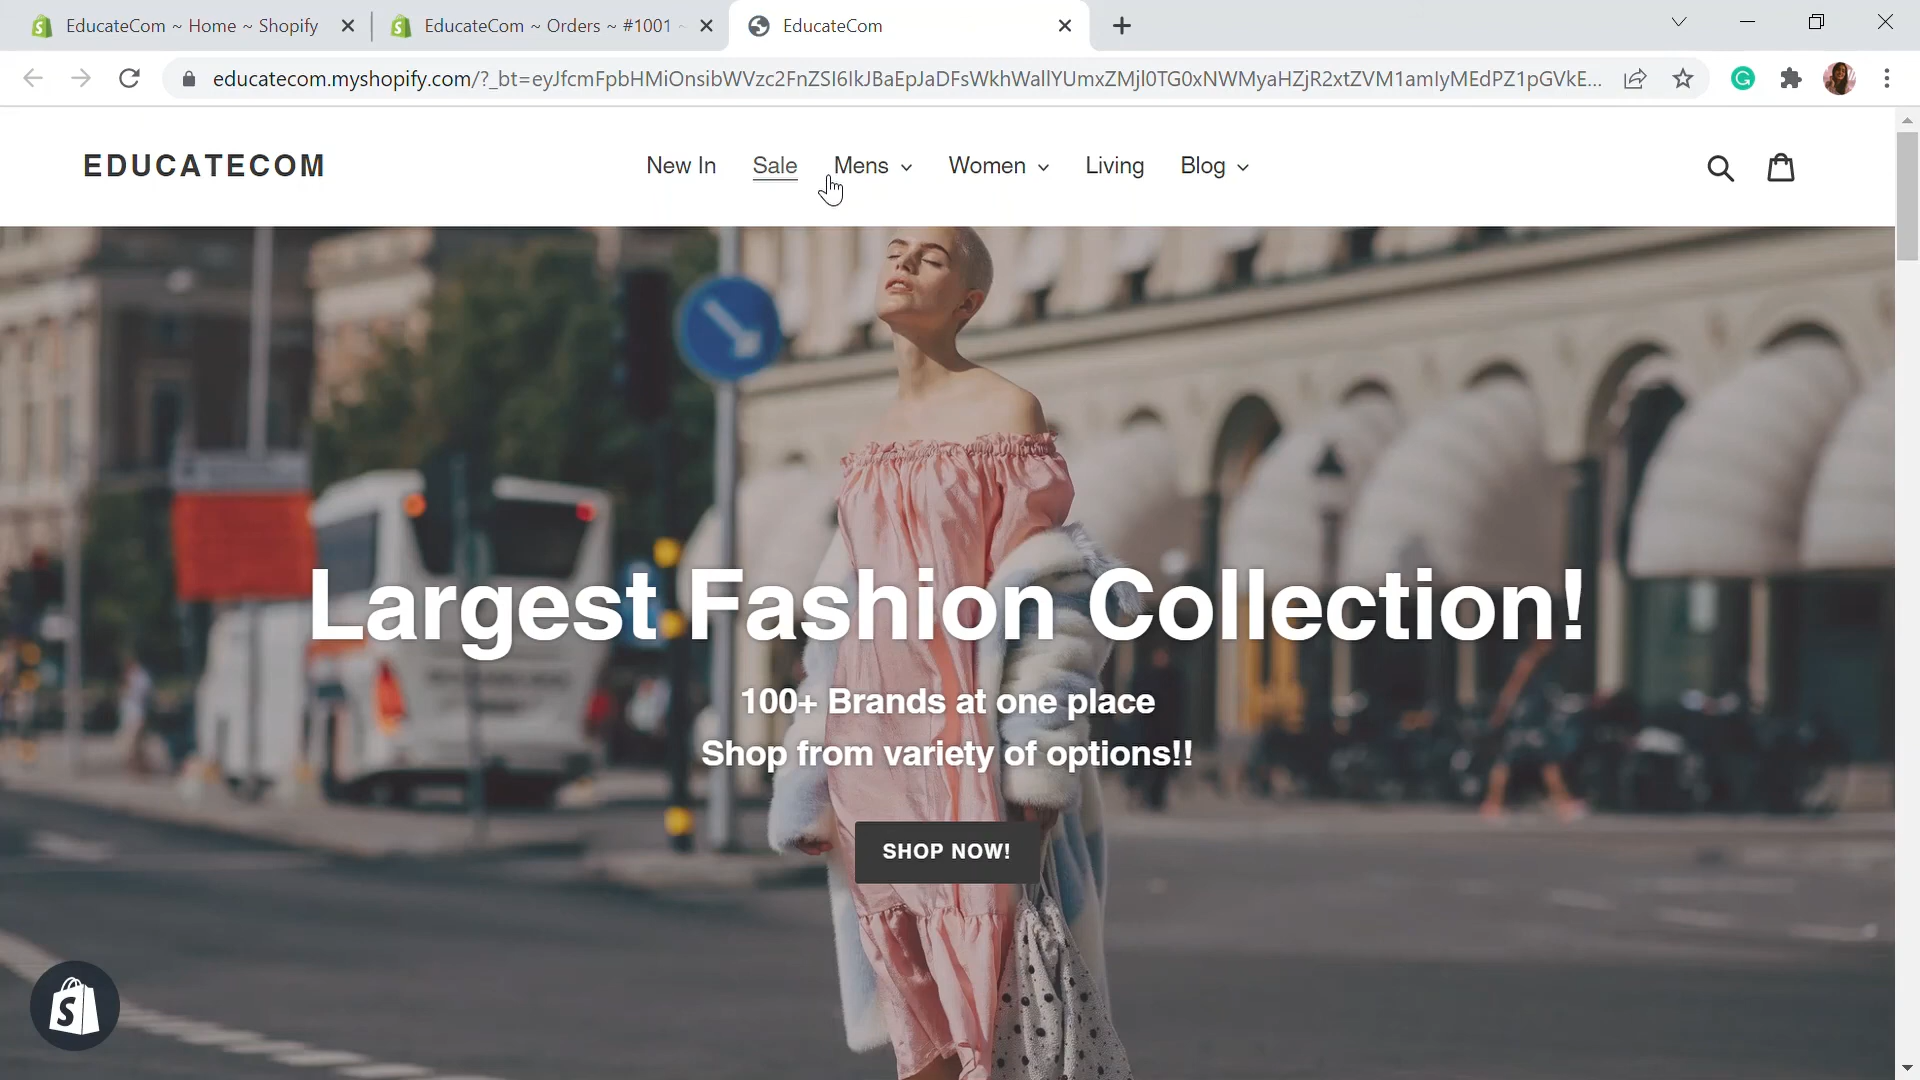 EducateCom ~ Home ~ Shopify
EducateCom ~ Orders ~ #1001 ~
EducateCom
educatecom.myshopify.com/?_bt=eyJfcmFpbHMiOnsibWVzc2FnZSI6IkJBaEpJaDFsWkhWallYUmxZMjl0TG0xNWMyaHZjR2xtZVM1amIyMEdPZ1pGVkE...
EDUCATECOM
New In
Sale
Mens
Women
Living
Blog
Largest Fashion Collection!
100+ Brands at one place
Shop from variety of options!!
SHOP NOW!